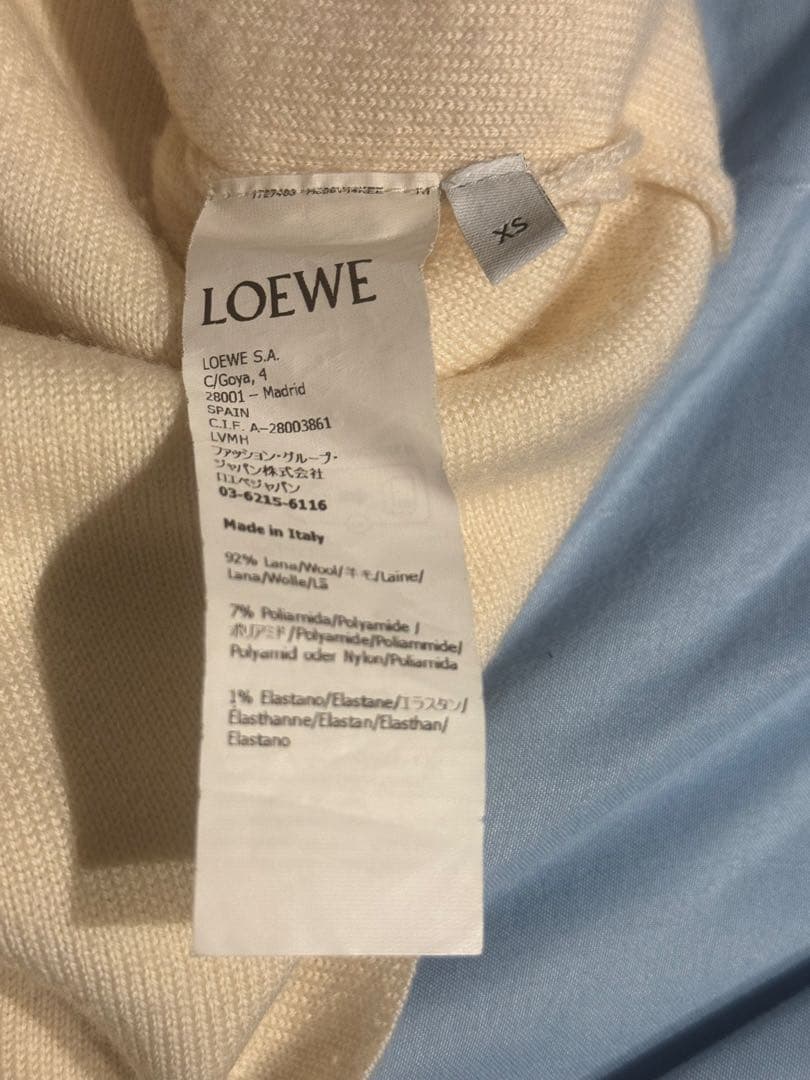 XS
LOEWE
LOEWE S.A.
C/Goya, 4
28001 – Madrid
SPAIN
C.I.F. A-28003861
LVMH
ファッション・グループ・
ジャパン株式会社
ロエベジャパン
03-6215-6116
Made in Italy
92% Lana/Wool/羊毛/Laine/
Lana/Wolle/Lã
7% Poliamida/Polyamide /
ポリアミド/Polyamide/Poliammide/
Polyamid oder Nylon/Poliamida
1% Elastano/Elastane/エラスタン/
Élasthanne/Elastan/Elasthan/
Elastano